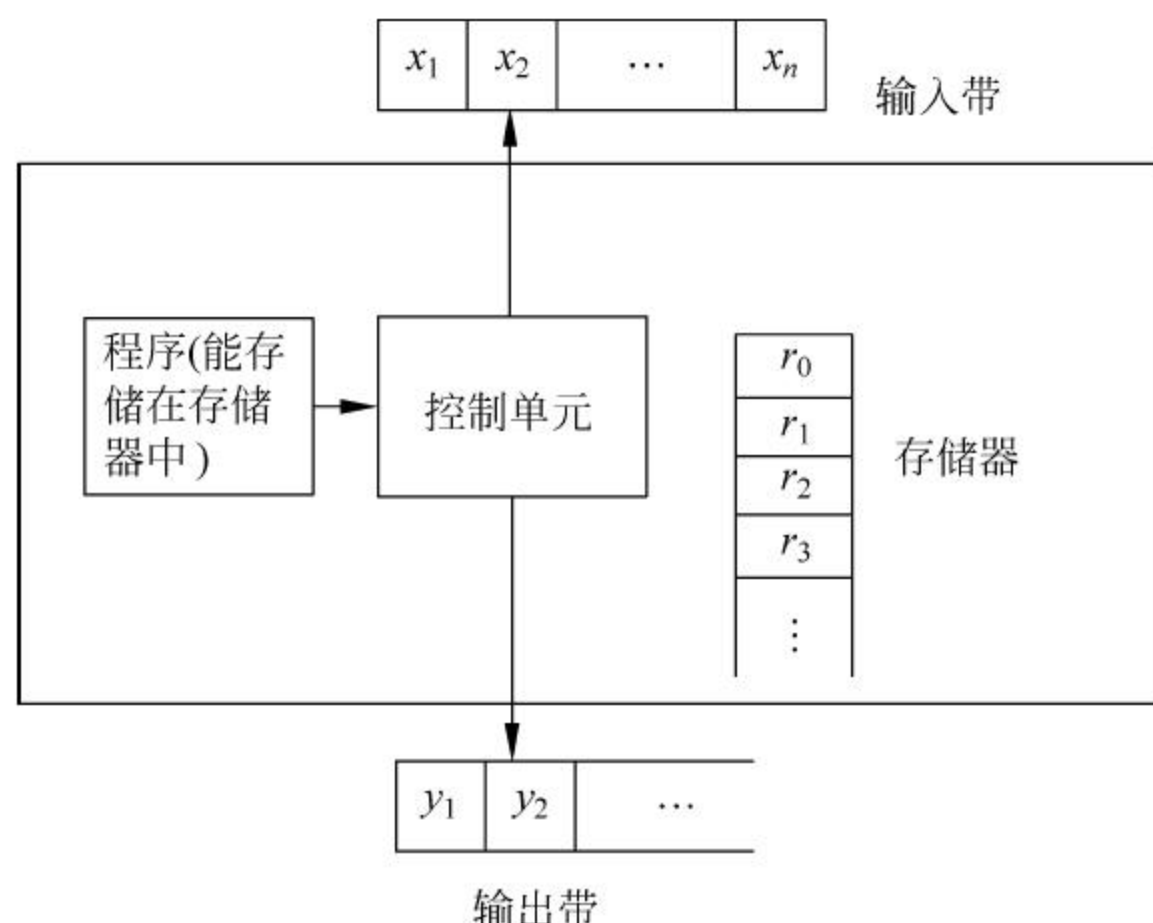 x₁ x₂ … xₙ
输入带
程序(能存
储在存储
器中)
控制单元
r₀
r₁
r₂
r₃
⋮
存储器
y₁ y₂ …
输出带